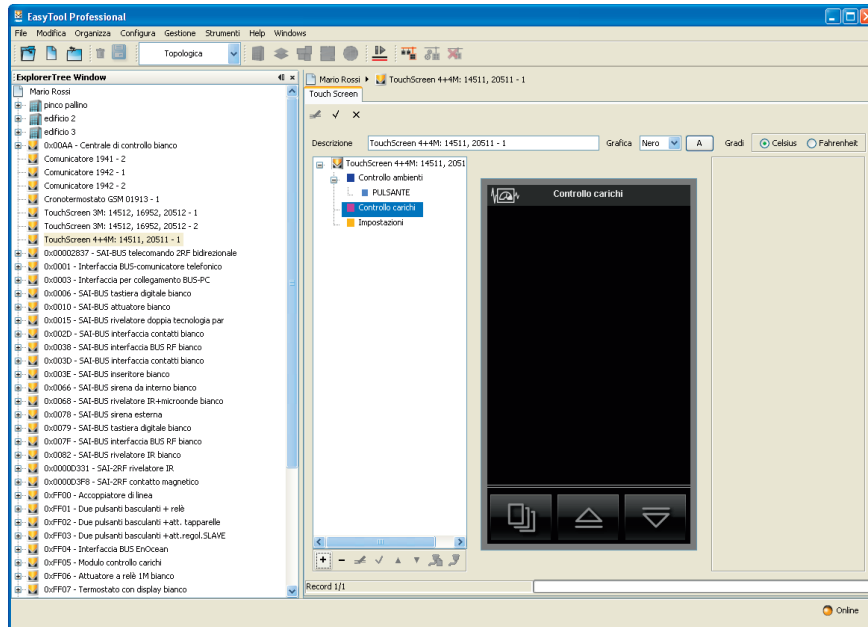 EasyTool Professional
File Modifica Organizza Configura Gestione Strumenti Help Windows
Topologica
ExplorerTree Window
Mario Rossi
pinco pallino
edificio 2
edificio 3
0x00AA - Centrale di controllo bianco
Comunicatore 1941 - 2
Comunicatore 1942 - 1
Comunicatore 1942 - 2
Cronotermostato GSM 01913 - 1
TouchScreen 3M: 14512, 16952, 20512 - 1
TouchScreen 3M: 14512, 16952, 20512 - 2
TouchScreen 4+4M: 14511, 20511 - 1
0x00002837 - SAI-BUS telecomando 2RF bidirezionale
0x0001 - Interfaccia BUS-comunicatore telefonico
0x0003 - Interfaccia per collegamento BUS-PC
0x0006 - SAI-BUS tastiera digitale bianco
0x0010 - SAI-BUS attuatore bianco
0x0015 - SAI-BUS rivelatore doppia tecnologia par
0x002D - SAI-BUS interfaccia contatti bianco
0x0038 - SAI-BUS interfaccia BUS RF bianco
0x003D - SAI-BUS interfaccia contatti bianco
0x003E - SAI-BUS inseritore bianco
0x0066 - SAI-BUS sirena da interno bianco
0x0068 - SAI-BUS rivelatore IR+microonde bianco
0x0078 - SAI-BUS sirena esterna
0x0079 - SAI-BUS tastiera digitale bianco
0x007F - SAI-BUS interfaccia BUS RF bianco
0x0082 - SAI-BUS rivelatore IR bianco
0x0000D331 - SAI-2RF rivelatore IR
0x0000D3F8 - SAI-2RF contatto magnetico
0xFF00 - Accoppiatore di linea
0xFF01 - Due pulsanti basculanti + relè
0xFF02 - Due pulsanti basculanti +att. tapparelle
0xFF03 - Due pulsanti basculanti +att.regol.SLAVE
0xFF04 - Interfaccia BUS EnOcean
0xFF05 - Modulo controllo carichi
0xFF06 - Attuatore a relè 1M bianco
0xFF07 - Termostato con display bianco
Mario Rossi TouchScreen 4+4M: 14511, 20511 - 1
Touch Screen
Descrizione TouchScreen 4+4M: 14511, 20511 - 1 Grafica Nero A Gradi Celsius Fahrenheit
TouchScreen 4+4M: 14511, 2051
Controllo ambienti
PULSANTE
Controllo carichi
Impostazioni
Controllo carichi
Record 1/1
Online